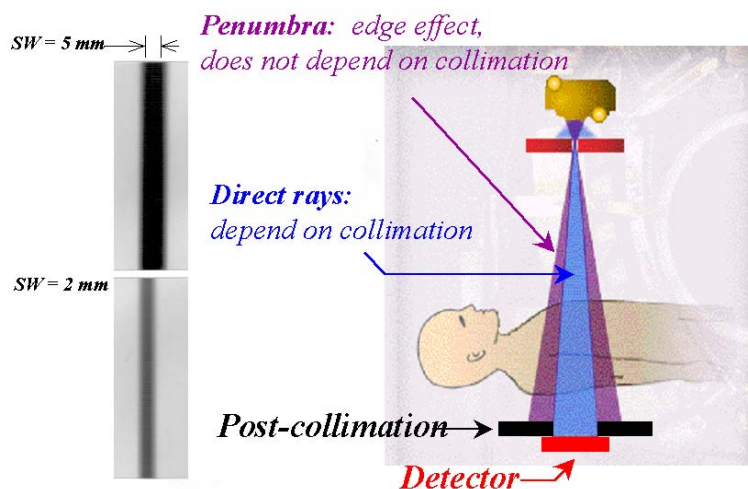 SW = 5 mm
Penumbra: edge effect,
does not depend on collimation
Direct rays:
depend on collimation
SW = 2 mm
Post-collimation
Detector